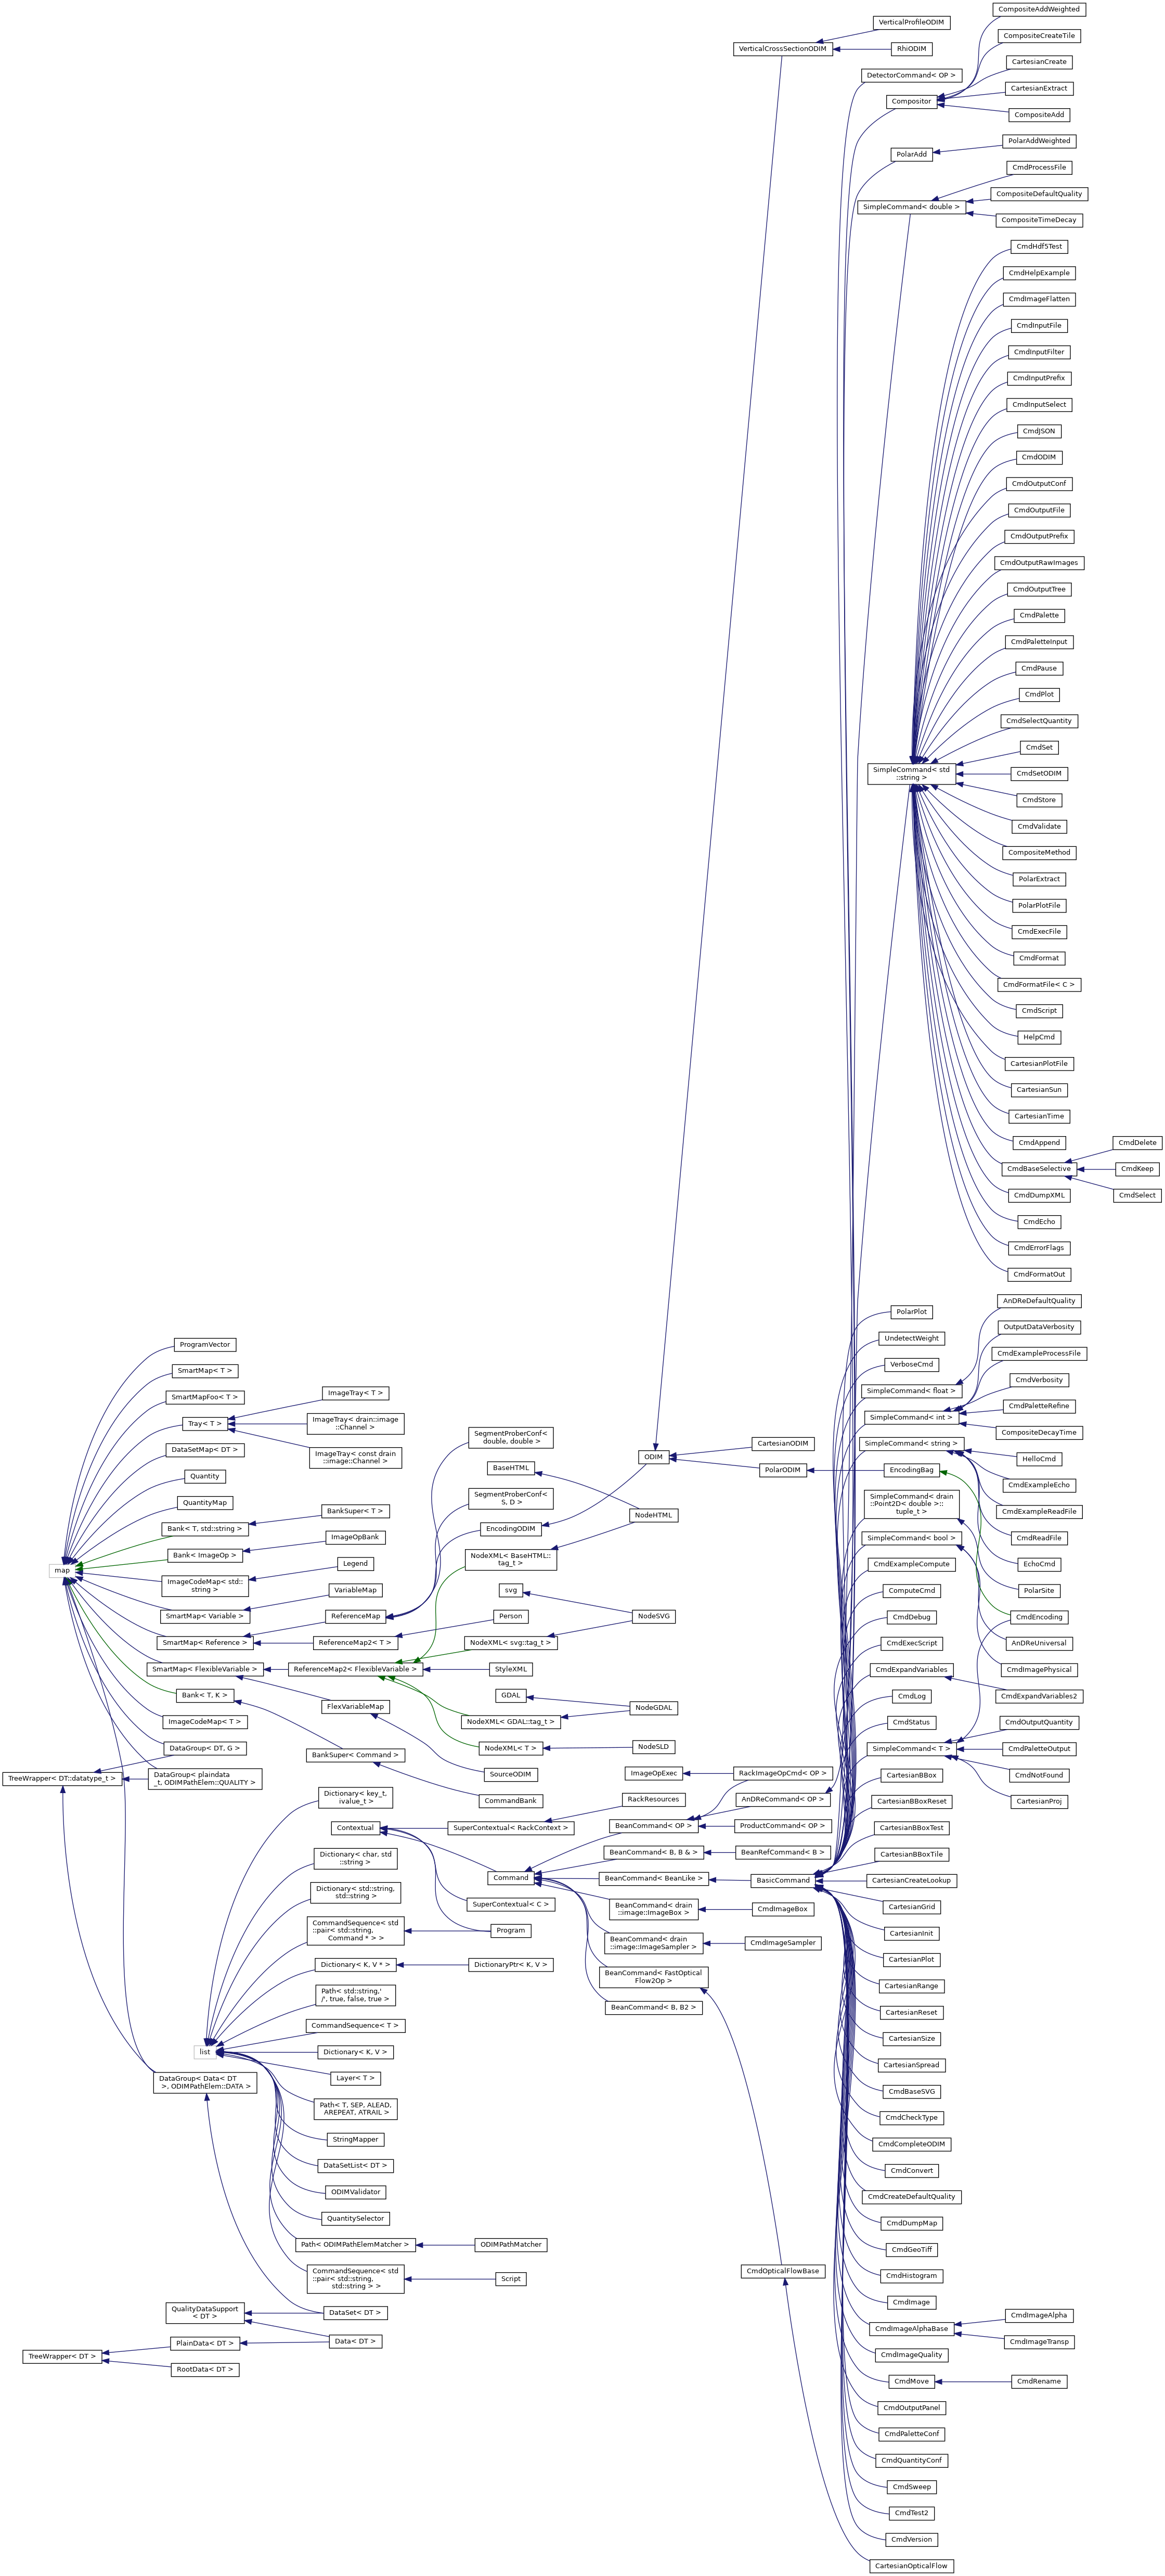 CompositeAddWeighted
VerticalProfileODIM
CompositeCreateTile
VerticalCrossSectionODIM
RhiODIM
CartesianCreate
DetectorCommand< OP >
CartesianExtract
Compositor
CompositeAdd
PolarAddWeighted
PolarAdd
CmdProcessFile
CompositeDefaultQuality
SimpleCommand< double >
CompositeTimeDecay
CmdHdf5Test
CmdHelpExample
CmdImageFlatten
CmdInputFile
CmdInputFilter
CmdInputPrefix
CmdInputSelect
CmdJSON
CmdODIM
CmdOutputConf
CmdOutputFile
CmdOutputPrefix
CmdOutputRawImages
CmdOutputTree
CmdPalette
CmdPaletteInput
CmdPause
CmdPlot
CmdSelectQuantity
CmdSet
SimpleCommand< std
::string >
CmdSetODIM
CmdStore
CmdValidate
CompositeMethod
PolarExtract
PolarPlotFile
CmdExecFile
CmdFormat
CmdFormatFile< C >
CmdScript
HelpCmd
CartesianPlotFile
CartesianSun
CartesianTime
CmdAppend
CmdDelete
CmdBaseSelective
CmdKeep
CmdSelect
CmdDumpXML
CmdEcho
CmdErrorFlags
CmdFormatOut
AnDReDefaultQuality
PolarPlot
OutputDataVerbosity
UndetectWeight
ProgramVector
CmdExampleProcessFile
VerboseCmd
SmartMap< T >
CmdVerbosity
SimpleCommand< float >
ImageTray< T >
SmartMapFoo< T >
CmdPaletteRefine
SimpleCommand< int >
Tray< T >
ImageTray< drain::image
::Channel >
CompositeDecayTime
SegmentProberConf<
double, double >
SimpleCommand< string >
CartesianODIM
DataSetMap< DT >
ImageTray< const drain
::image::Channel >
ODIM
HelloCmd
BaseHTML
PolarODIM
EncodingBag
Quantity
CmdExampleEcho
SegmentProberConf<
S, D >
SimpleCommand< drain
::Point2D< double >::
tuple_t >
QuantityMap
CmdExampleReadFile
BankSuper< T >
NodeHTML
Bank< T, std::string >
EncodingODIM
SimpleCommand< bool >
CmdReadFile
ImageOpBank
Bank< ImageOp >
NodeXML< BaseHTML::
tag_t >
CmdExampleCompute
EchoCmd
map
Legend
ImageCodeMap< std::
string >
svg
ComputeCmd
PolarSite
VariableMap
SmartMap< Variable >
ReferenceMap
Person
NodeSVG
CmdDebug
CmdEncoding
SmartMap< Reference >
ReferenceMap2< T >
NodeXML< svg::tag_t >
CmdExecScript
AnDReUniversal
SmartMap< FlexibleVariable >
ReferenceMap2< FlexibleVariable >
StyleXML
CmdExpandVariables
CmdImagePhysical
Bank< T, K >
GDAL
CmdLog
CmdExpandVariables2
FlexVariableMap
NodeGDAL
ImageCodeMap< T >
NodeXML< GDAL::tag_t >
CmdStatus
CmdOutputQuantity
DataGroup< DT, G >
NodeXML< T >
NodeSLD
SimpleCommand< T >
CmdPaletteOutput
BankSuper< Command >
TreeWrapper< DT::datatype_t >
DataGroup< plaindata
_t, ODIMPathElem::QUALITY >
SourceODIM
ImageOpExec
RackImageOpCmd< OP >
CartesianBBox
CmdNotFound
Dictionary< key_t,
ivalue_t >
CommandBank
RackResources
AnDReCommand< OP >
CartesianBBoxReset
CartesianProj
Contextual
SuperContextual< RackContext >
BeanCommand< OP >
ProductCommand< OP >
CartesianBBoxTest
Dictionary< char, std
::string >
BeanCommand< B, B & >
BeanRefCommand< B >
CartesianBBoxTile
Command
BeanCommand< BeanLike >
BasicCommand
CartesianCreateLookup
Dictionary< std::string,
std::string >
SuperContextual< C >
BeanCommand< drain
::image::ImageBox >
CmdImageBox
CartesianGrid
CommandSequence< std
::pair< std::string,
Command * > >
Program
CartesianInit
BeanCommand< drain
::image::ImageSampler >
CmdImageSampler
Dictionary< K, V * >
DictionaryPtr< K, V >
CartesianPlot
BeanCommand< FastOptical
Flow2Op >
Path< std::string,'
/', true, false, true >
CartesianRange
BeanCommand< B, B2 >
CommandSequence< T >
CartesianReset
list
Dictionary< K, V >
CartesianSize
Layer< T >
CartesianSpread
DataGroup< Data< DT
>, ODIMPathElem::DATA >
CmdBaseSVG
Path< T, SEP, ALEAD,
AREPEAT, ATRAIL >
CmdCheckType
StringMapper
CmdCompleteODIM
DataSetList< DT >
CmdConvert
ODIMValidator
CmdCreateDefaultQuality
QuantitySelector
CmdDumpMap
Path< ODIMPathElemMatcher >
ODIMPathMatcher
CmdGeoTiff
CommandSequence< std
::pair< std::string,
std::string > >
Script
CmdOpticalFlowBase
CmdHistogram
CmdImage
QualityDataSupport
< DT >
DataSet< DT >
CmdImageAlpha
CmdImageAlphaBase
PlainData< DT >
Data< DT >
CmdImageTransp
TreeWrapper< DT >
CmdImageQuality
RootData< DT >
CmdMove
CmdRename
CmdOutputPanel
CmdPaletteConf
CmdQuantityConf
CmdSweep
CmdTest2
CmdVersion
CartesianOpticalFlow